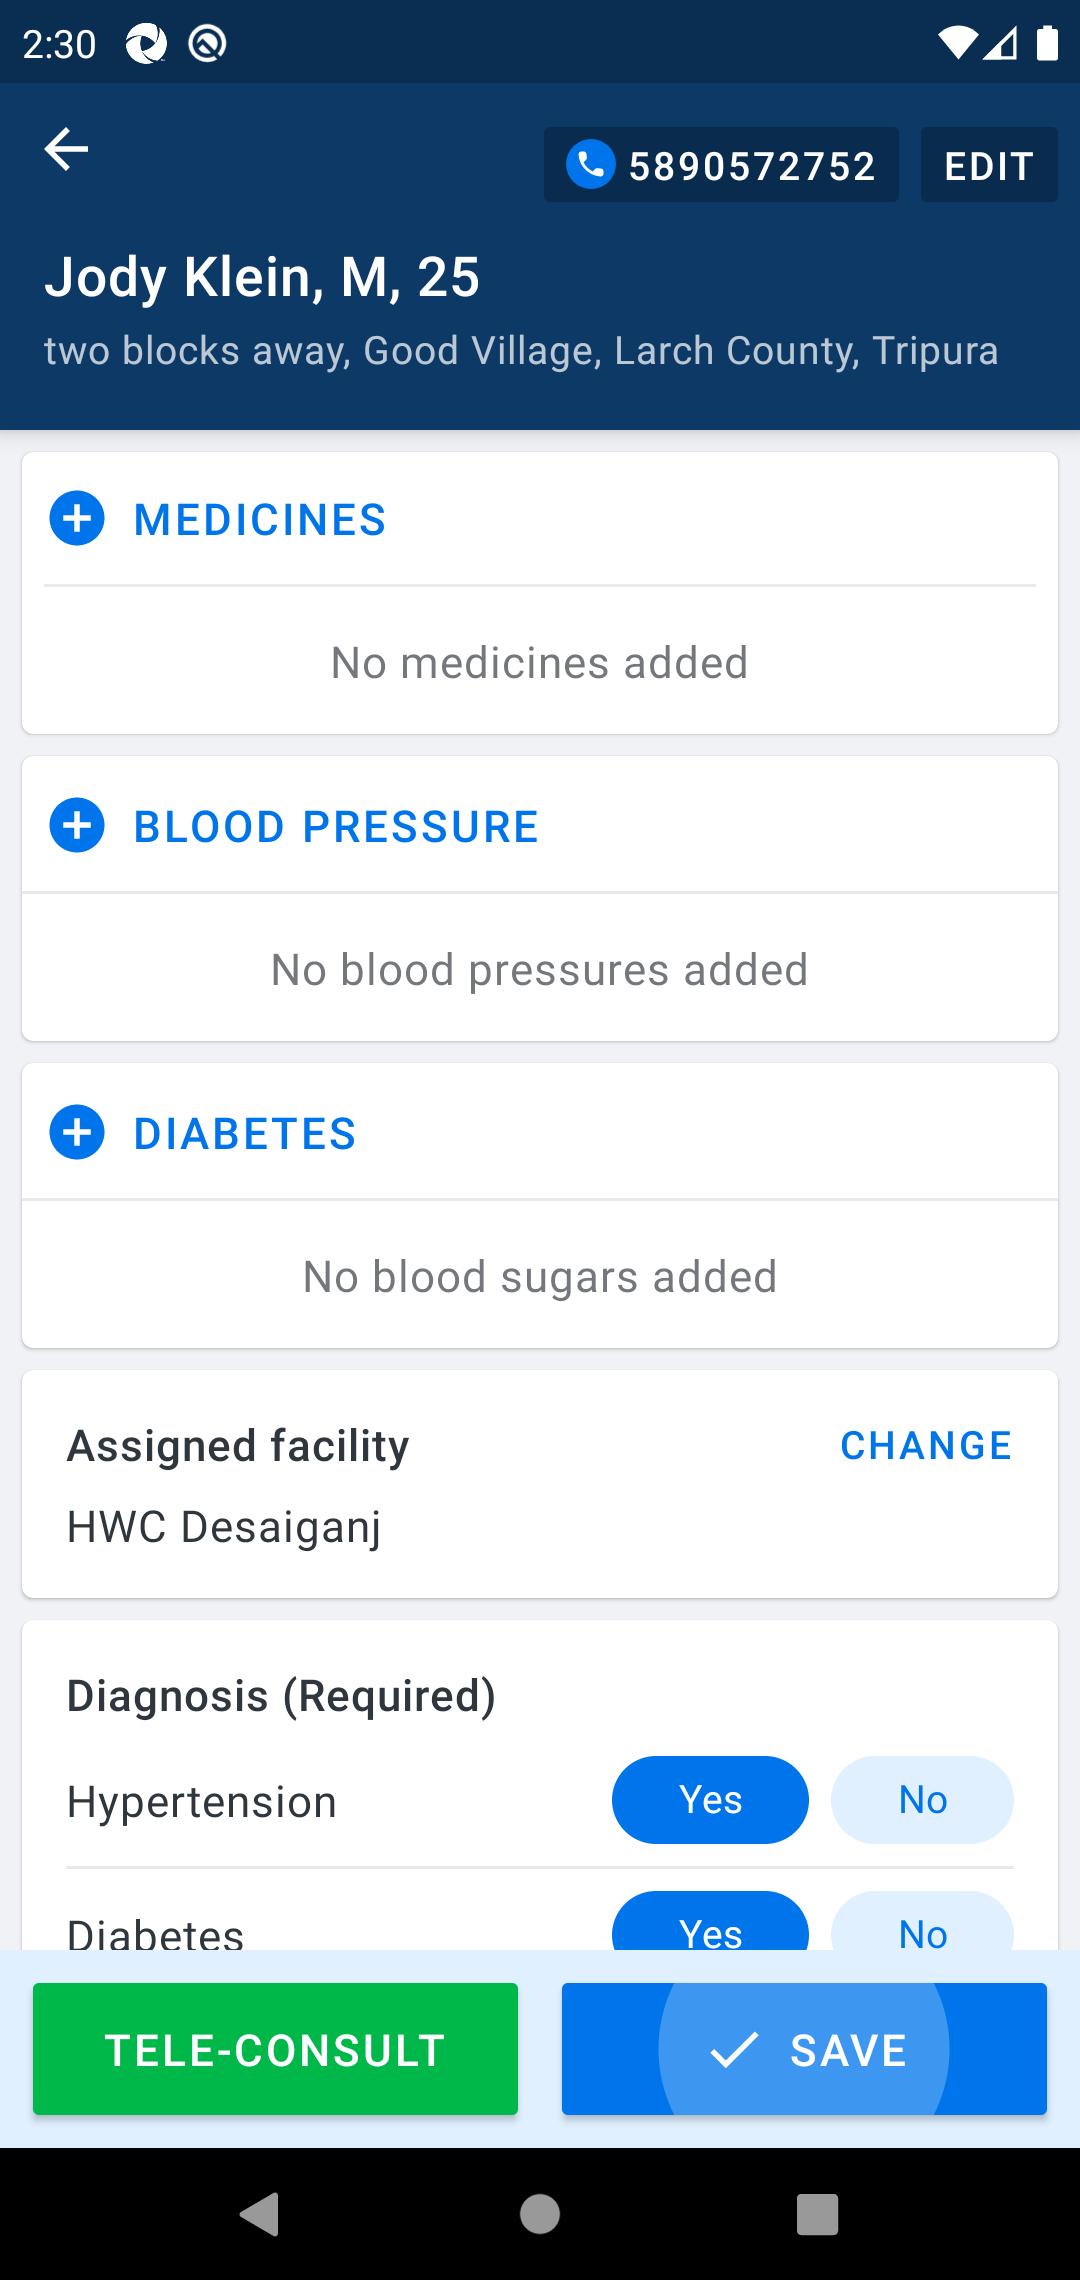 2:30
5890572752 EDIT
Jody Klein, M, 25
two blocks away, Good Village, Larch County, Tripura
MEDICINES
No medicines added
BLOOD PRESSURE
No blood pressures added
DIABETES
No blood sugars added
Assigned facility CHANGE
HWC Desaiganj
Diagnosis (Required)
Hypertension Yes No
Diabetes Yes No
TELE-CONSULT SAVE